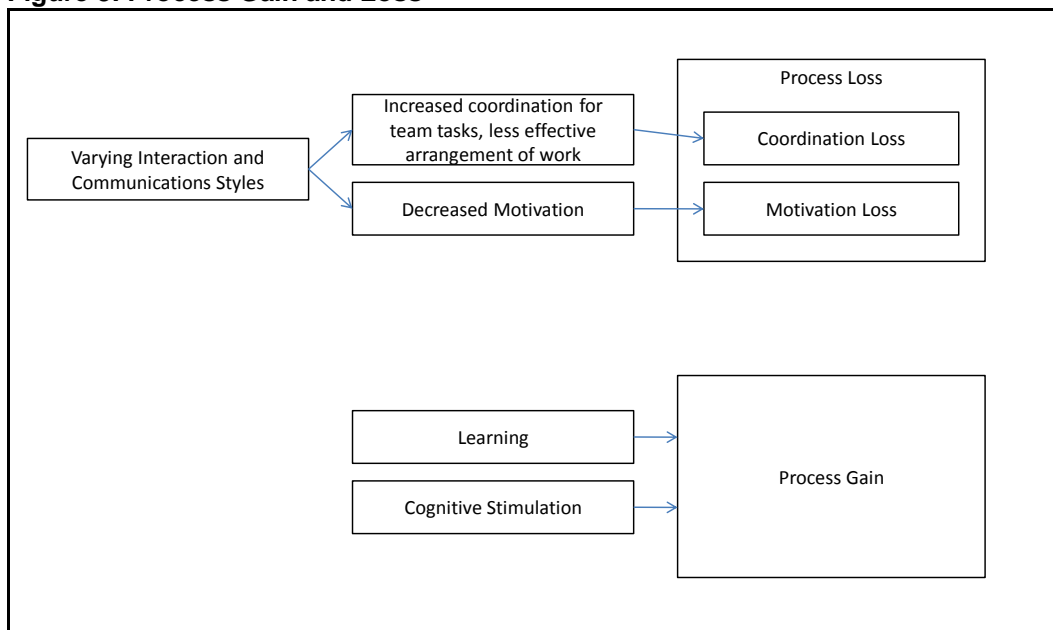 Figure Process Gain and Loss
Process Loss
Increased coordination for
team tasks, less effective
arrangement of work
Coordination Loss
Varying Interaction and
Communications Styles
Decreased Motivation
Motivation Loss
Learning
Process Gain
Cognitive Stimulation